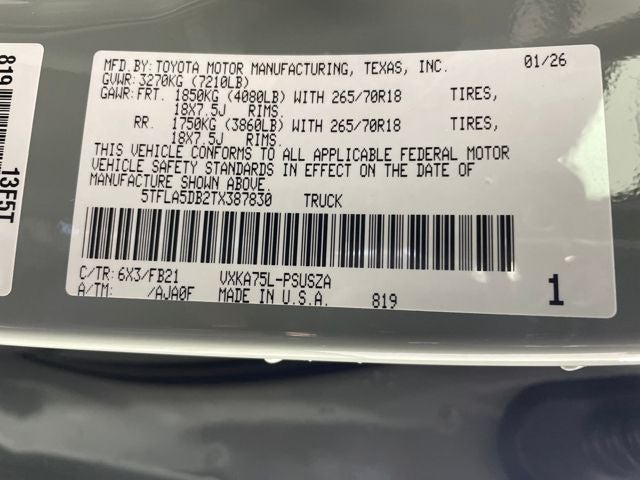 MFD.BY:TOYOTA MOTOR MANUFACTURING, TEXAS, INC. 01/26
GVWR:3270KG (7210LB)
GAWR:FRT. 1850KG (4080LB) WITH 265/70R18 TIRES,
18X7.5J RIMS.
RR. 1750KG (3860LB) WITH 265/70R18 TIRES,
18X7.5J RIMS.
THIS VEHICLE CONFORMS TO ALL APPLICABLE FEDERAL MOTOR
VEHICLE SAFETY STANDARDS IN EFFECT ON THE DATE OF
MANUFACTURE SHOWN ABOVE.
5TFLA5DB2TX387830 TRUCK
C/TR:6X3/FB21 VXKA75L-PSUSZA
A/TM: /AJA0F MADE IN U.S.A. 819 1
819 13F5T